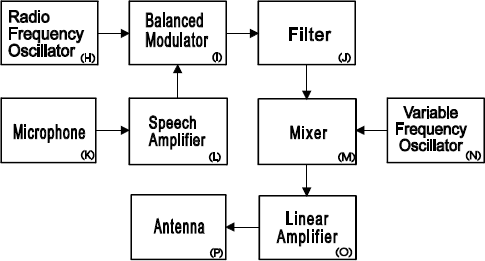 Radio
Frequency
Oscillator
(H)
Balanced
Modulator
(I)
Filter
(J)
Microphone
(K)
Speech
Amplifier
(L)
Mixer
(M)
Variable
Frequency
Oscillator
(N)
Antenna
(P)
Linear
Amplifier
(O)